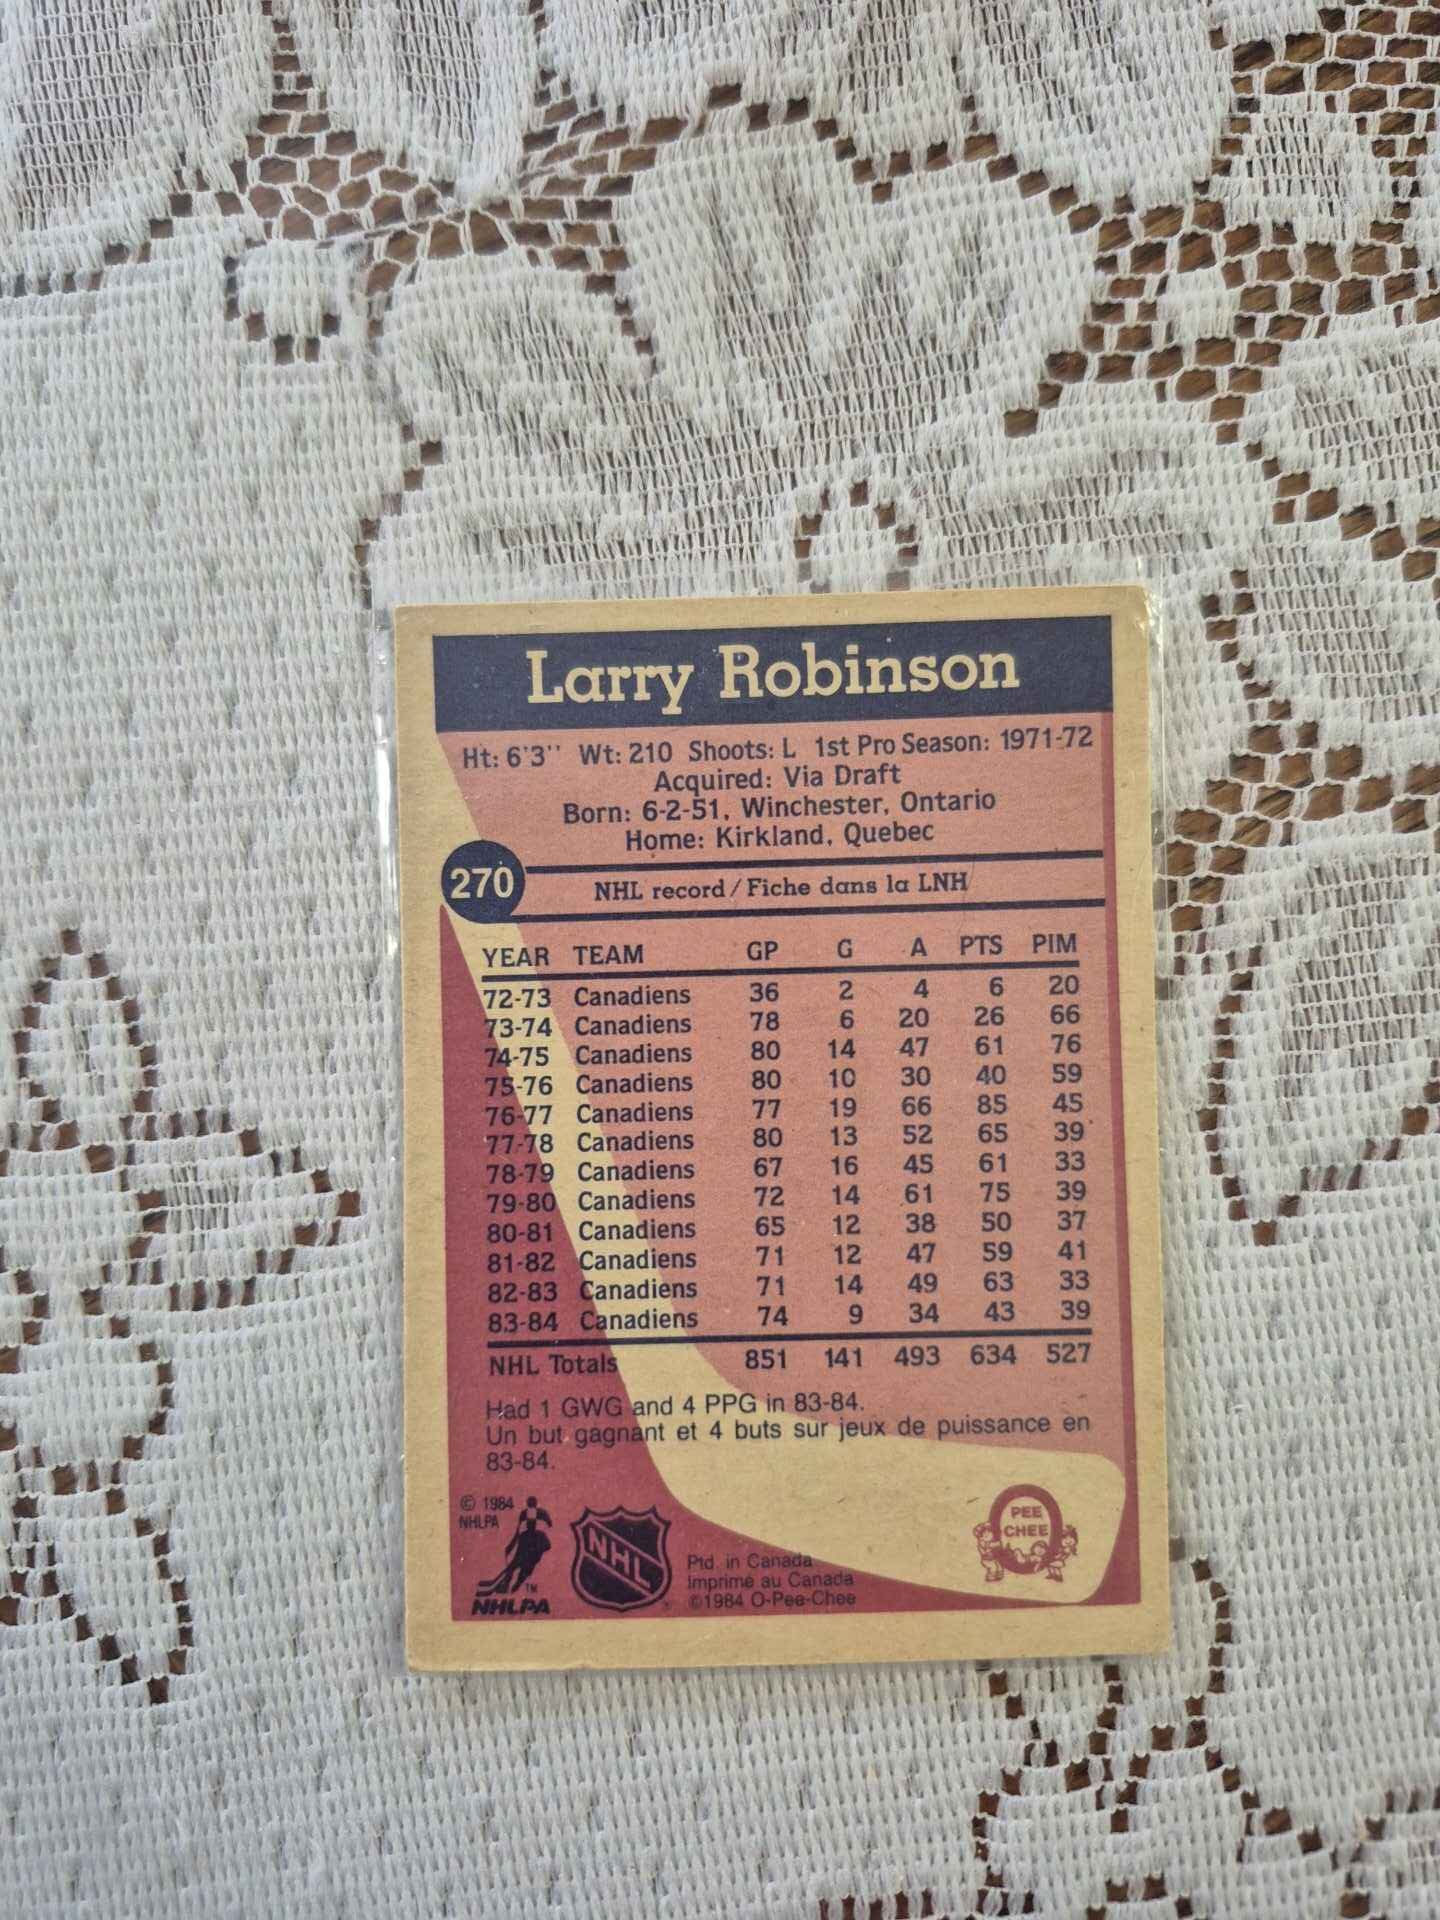 Larry Robinson
Ht: 6'3'' Wt: 210 Shoots: L 1st Pro Season: 1971-72
Acquired: Via Draft
Born: 6-2-51, Winchester, Ontario
Home: Kirkland, Quebec
270
NHL record / Fiche dans la LNH
YEAR TEAM GP G A PTS PIM
72-73 Canadiens 36 2 4 6 20
73-74 Canadiens 78 6 20 26 66
74-75 Canadiens 80 14 47 61 76
75-76 Canadiens 80 10 30 40 59
76-77 Canadiens 77 19 66 85 45
77-78 Canadiens 80 13 52 65 39
78-79 Canadiens 67 16 45 61 33
79-80 Canadiens 72 14 61 75 39
80-81 Canadiens 65 12 38 50 37
81-82 Canadiens 71 12 47 59 41
82-83 Canadiens 71 14 49 63 33
83-84 Canadiens 74 9 34 43 39
NHL Totals 851 141 493 634 527
Had 1 GWG and 4 PPG in 83-84.
Un but gagnant et 4 buts sur jeux de puissance en
83-84.
© 1984
NHLPA
TM
NHLPA
NHL
®
Ptd. in Canada
Imprimé au Canada
©1984 O-Pee-Chee
PEE
CHEE